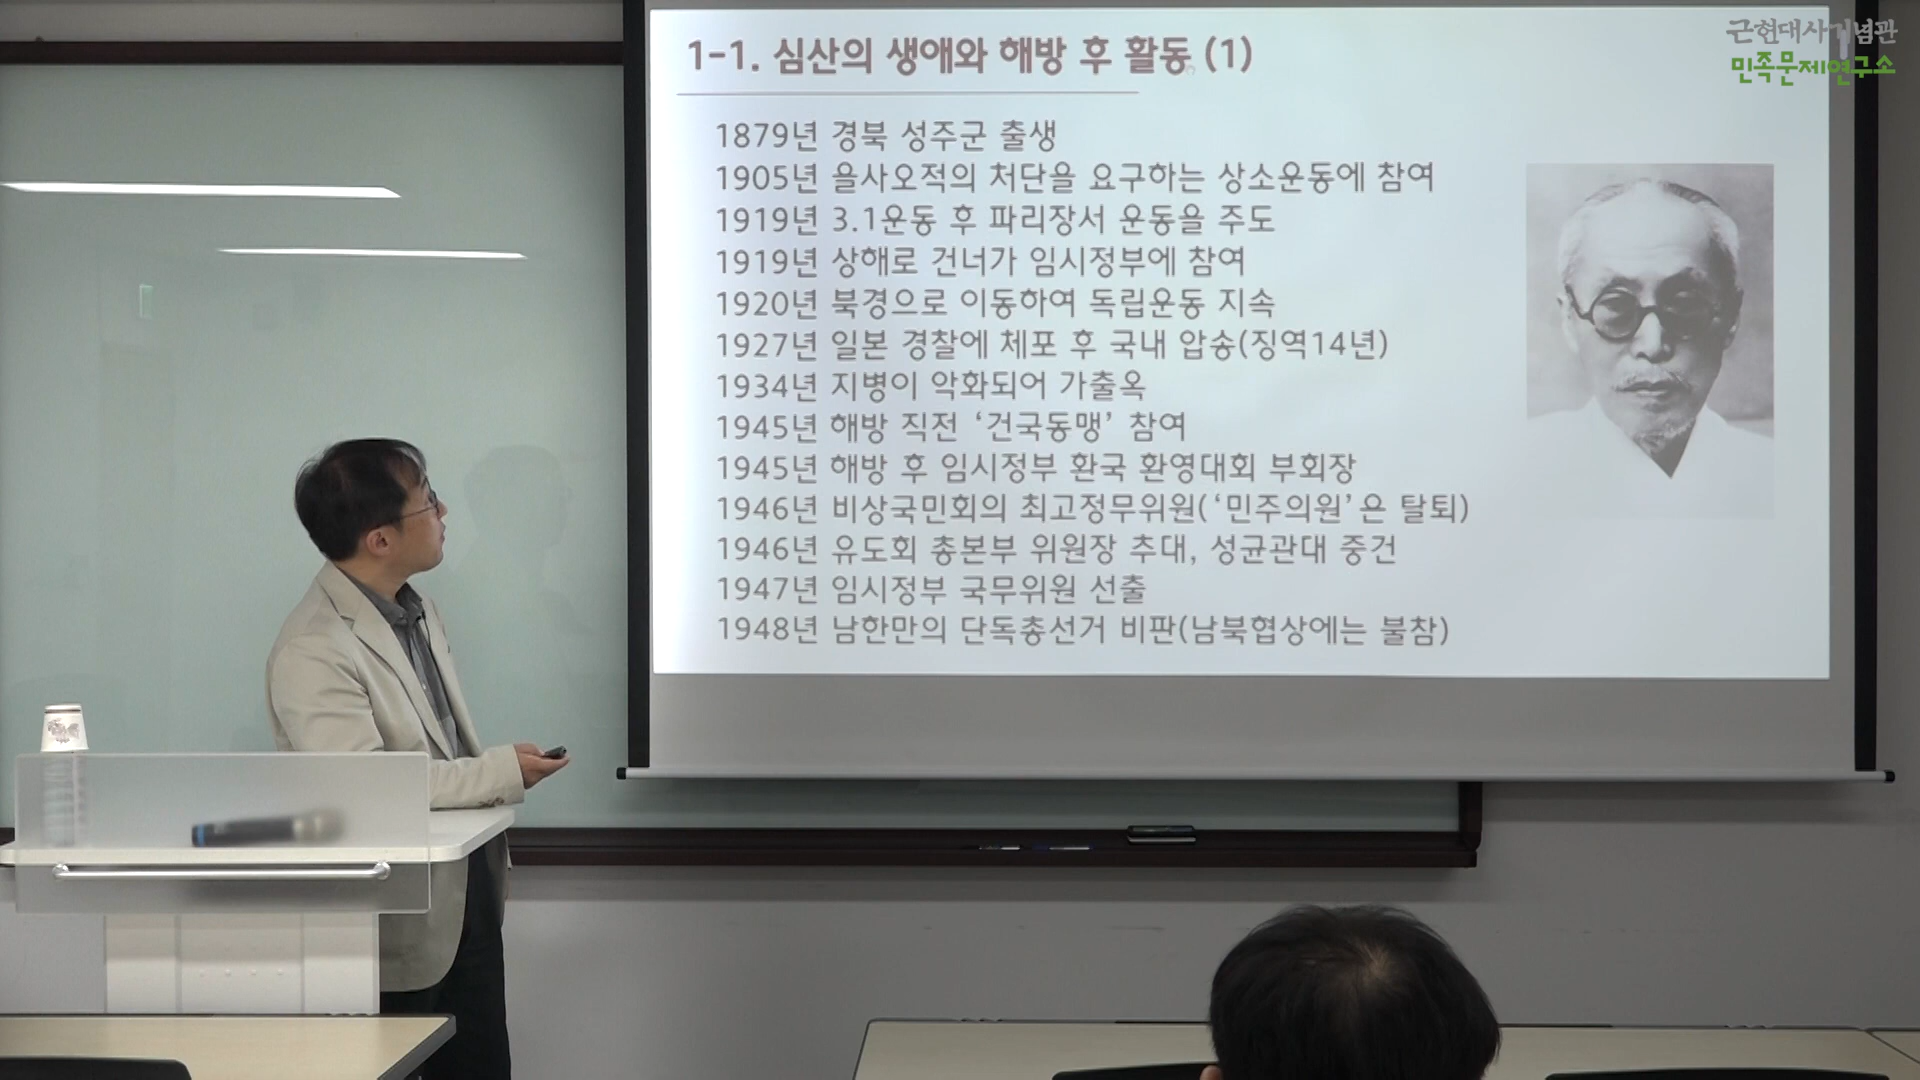 근현대사기념관
민족문제연구소
1-1. 심산의 생애와 해방 후 활동 (1)
1879년 경북 성주군 출생
1905년 을사오적의 처단을 요구하는 상소운동에 참여
1919년 3.1운동 후 파리장서 운동을 주도
1919년 상해로 건너가 임시정부에 참여
1920년 북경으로 이동하여 독립운동 지속
1927년 일본 경찰에 체포 후 국내 압송(징역14년)
1934년 지병이 악화되어 가출옥
1945년 해방 직전 ‘건국동맹’ 참여
1945년 해방 후 임시정부 환국 환영대회 부회장
1946년 비상국민회의 최고정무위원(‘민주의원’은 탈퇴)
1946년 유도회 총본부 위원장 추대, 성균관대 중건
1947년 임시정부 국무위원 선출
1948년 남한만의 단독총선거 비판(남북협상에는 불참)